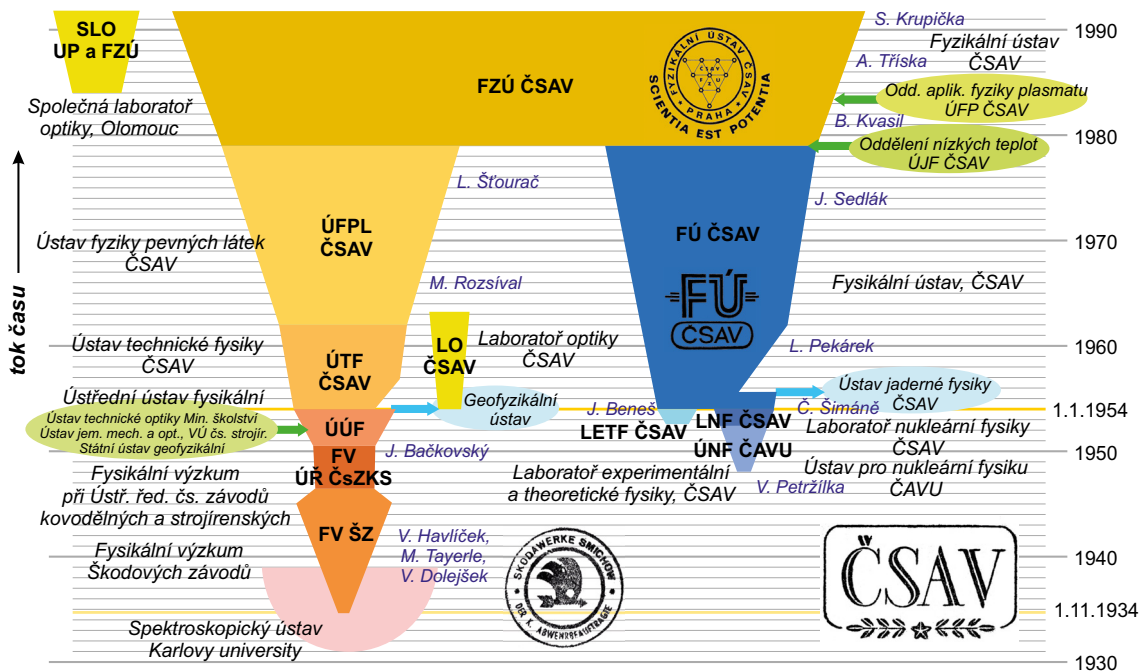 SLO
UP a FZÚ
S. Krupička
1990
Fyzikální ústav
ČSAV
A. Tříska
FZÚ ČSAV
FYZIKÁLNÍ ÚSTAV ČSAV
PRAHA
ČSAV
FZÚ
SCIENTIA EST POTENTIA
Odd. aplik. fyziky plasmatu
ÚFP ČSAV
Společná laboratoř
optiky, Olomouc
B. Kvasil
1980
Oddělení nízkých teplot
ÚJF ČSAV
tok času
L. Šťourač
J. Sedlák
ÚFPL
ČSAV
FÚ ČSAV
Ústav fyziky pevných látek
ČSAV
1970
M. Rozsíval
FÚ
ČSAV
Fysikální ústav, ČSAV
Ústav technické fysiky
ČSAV
ÚTF
ČSAV
LO
ČSAV
Laboratoř optiky
ČSAV
L. Pekárek
1960
Ústřední ústav fysikální
Geofyzikální
ústav
Ústav jaderné fysiky
ČSAV
J. Beneš
Č. Šimáně
1.1.1954
Ústav technické optiky Min. školství
Ústav jem. mech. a opt., VÚ čs. strojír.
Státní ústav geofyzikální
ÚÚF
LETF ČSAV
LNF ČSAV
Laboratoř nukleární fysiky
ČSAV
J. Bačkovský
ÚNF ČAVU
1950
FV
ÚŘ ČsZKS
Fysikální výzkum
při Ústř. řed. čs. závodů
kovodělných a strojírenských
Laboratoř experimentální
a theoretické fysiky, ČSAV
Ústav pro nukleární fysiku
ČAVU
V. Petržílka
FV ŠZ
V. Havlíček,
M. Tayerle,
V. Dolejšek
SKODAWERKE SMICHOW
DER K. ABWEHRBEAUFTRAGTE
ČSAV
Fysikální výzkum
Škodových závodů
1940
1.11.1934
Spektroskopický ústav
Karlovy university
1930